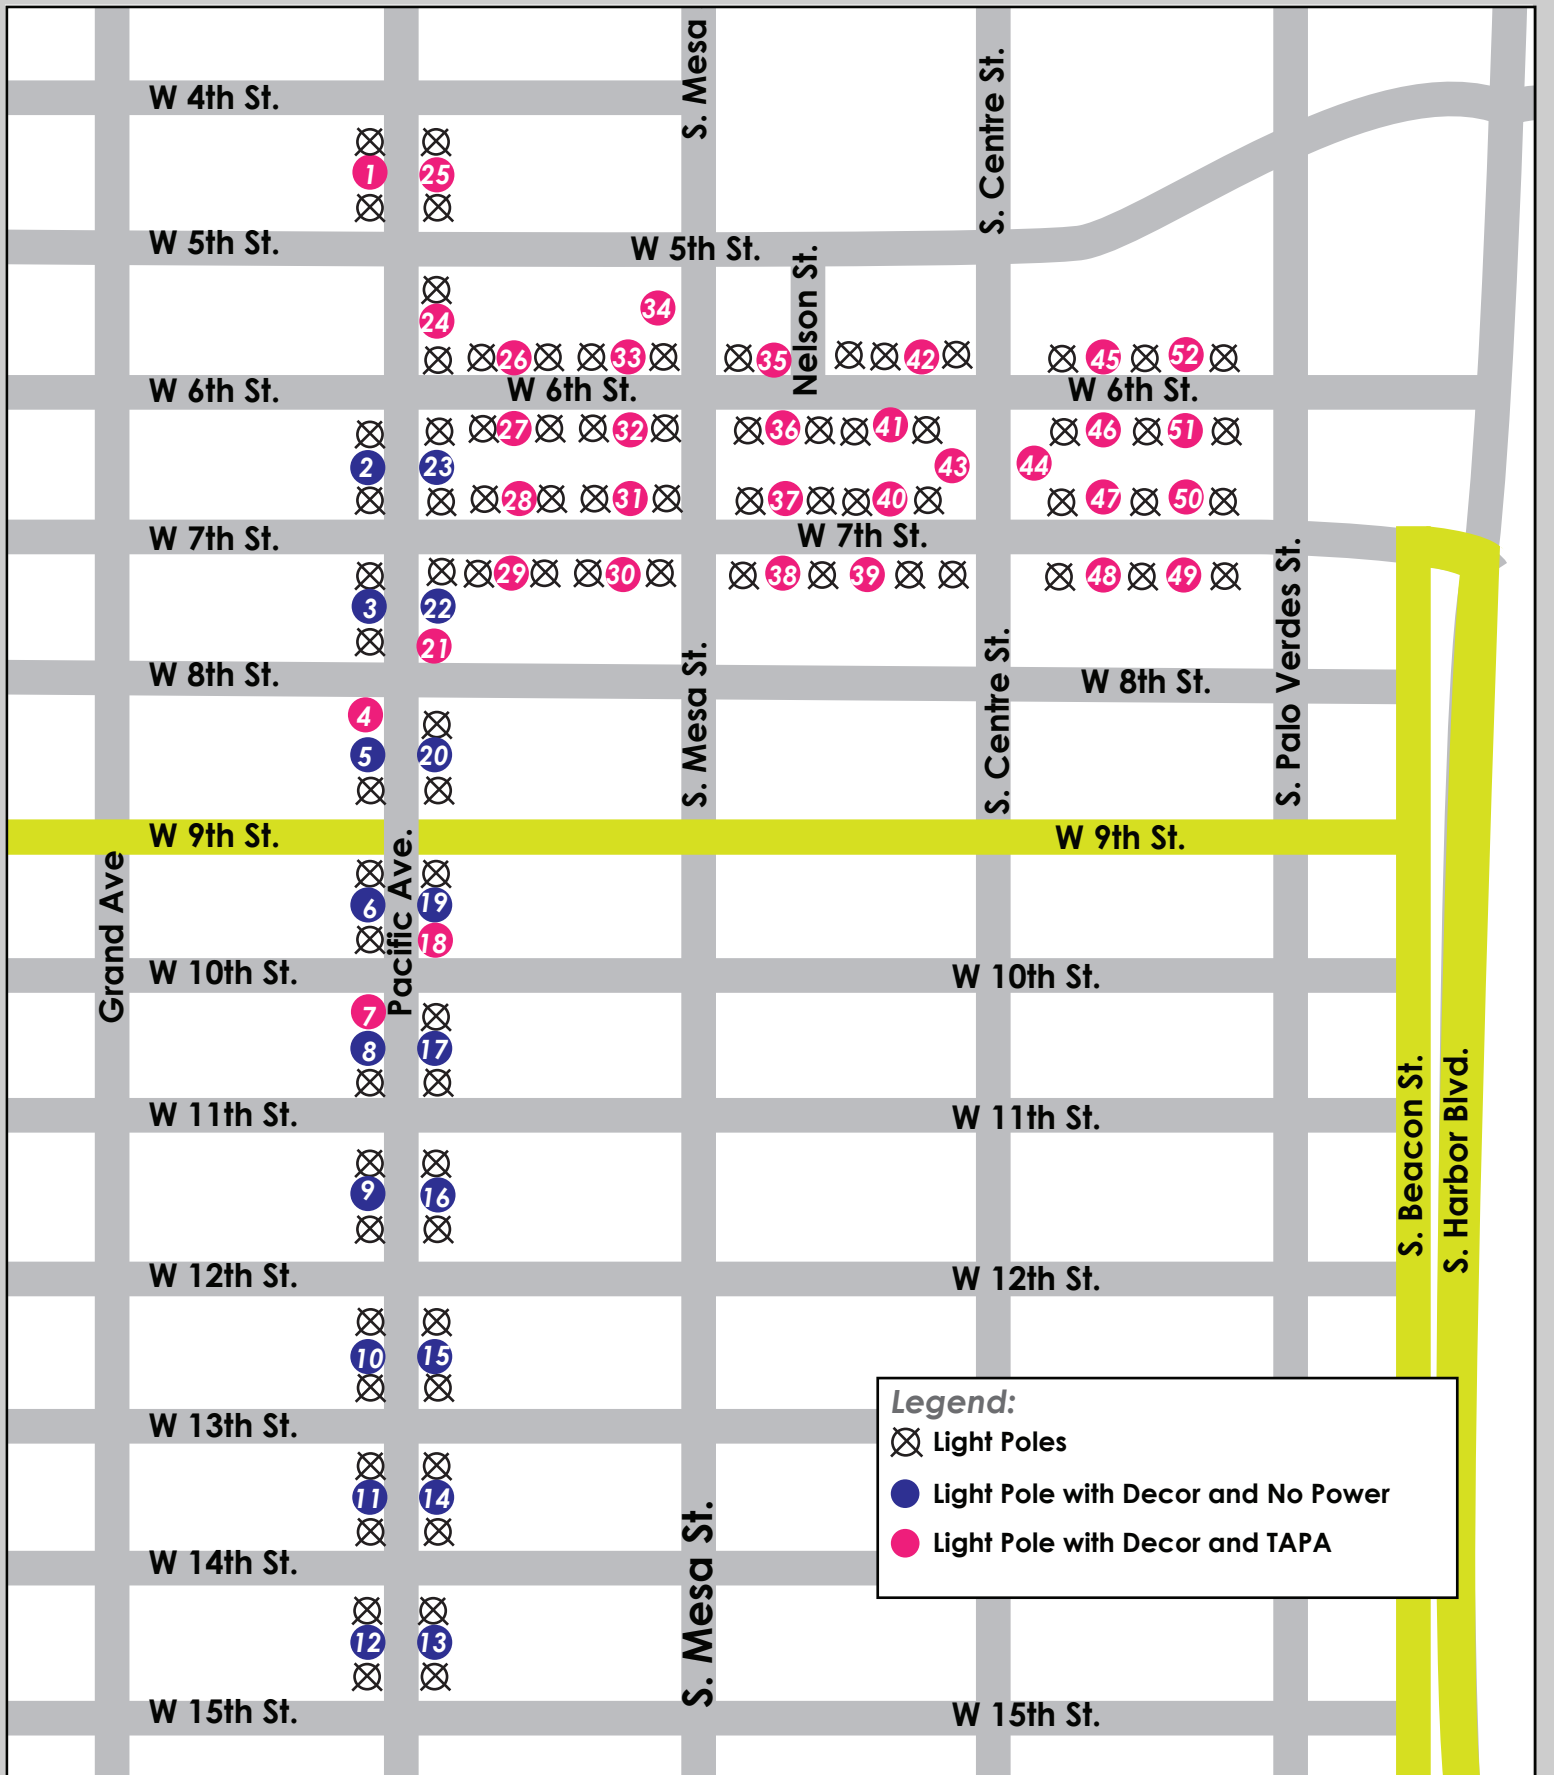 S. Mesa
S. Centre St.
W 4th St.
1
25
W 5th St.
W 5th St.
Nelson St.
24
34
26
33
35
42
45
52
W 6th St.
W 6th St.
W 6th St.
27
32
36
41
46
51
2
23
43
44
28
31
37
40
47
50
W 7th St.
W 7th St.
29
30
38
39
48
49
3
22
21
W 8th St.
W 8th St.
S. Mesa St.
S. Centre St.
S. Palo Verdes St.
4
5
20
W 9th St.
W 9th St.
Grand Ave
Pacific Ave.
6
19
18
W 10th St.
W 10th St.
7
8
17
W 11th St.
W 11th St.
S. Beacon St.
S. Harbor Blvd.
9
16
W 12th St.
W 12th St.
10
15
W 13th St.
Legend:
Light Poles
Light Pole with Decor and No Power
Light Pole with Decor and TAPA
11
14
W 14th St.
S. Mesa St.
12
13
W 15th St.
W 15th St.